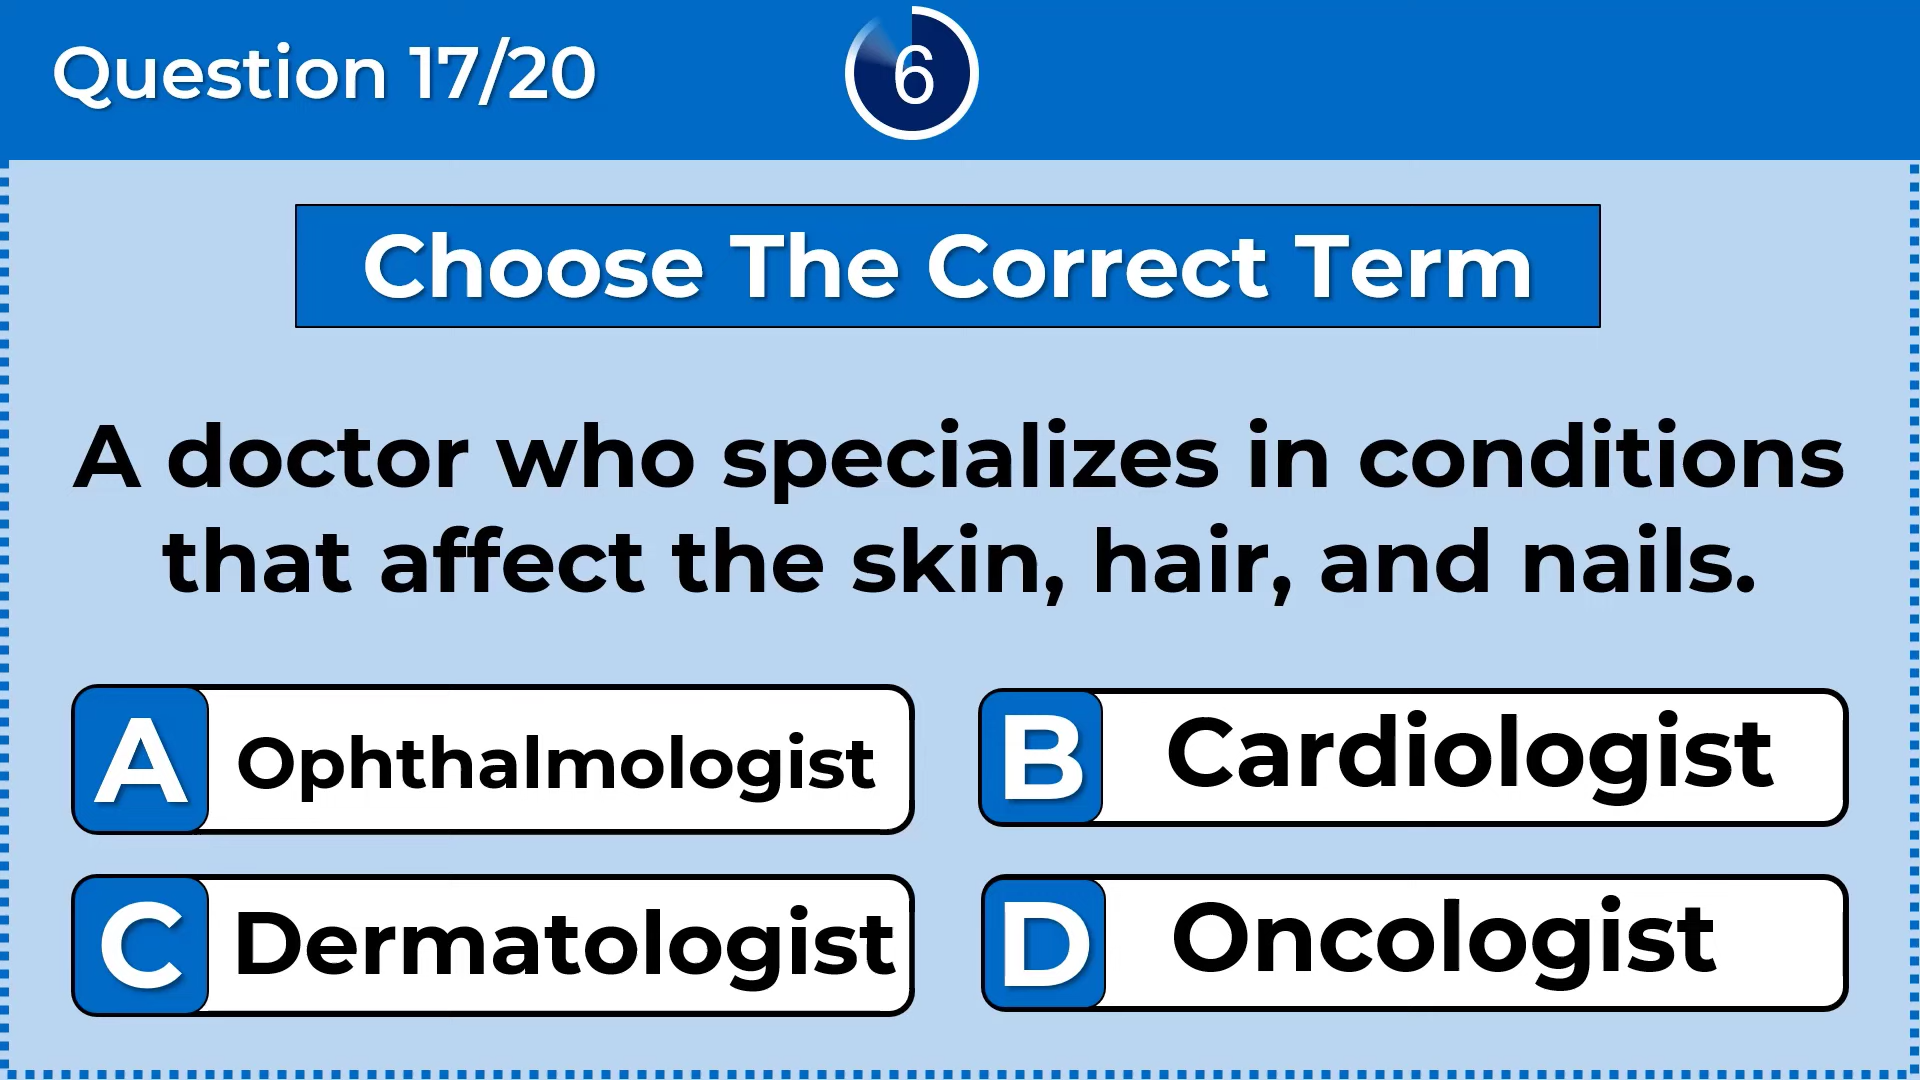 Question 17/20
6
Choose The Correct Term
A doctor who specializes in conditions
that affect the skin, hair, and nails.
A Ophthalmologist
B Cardiologist
C Dermatologist
D Oncologist